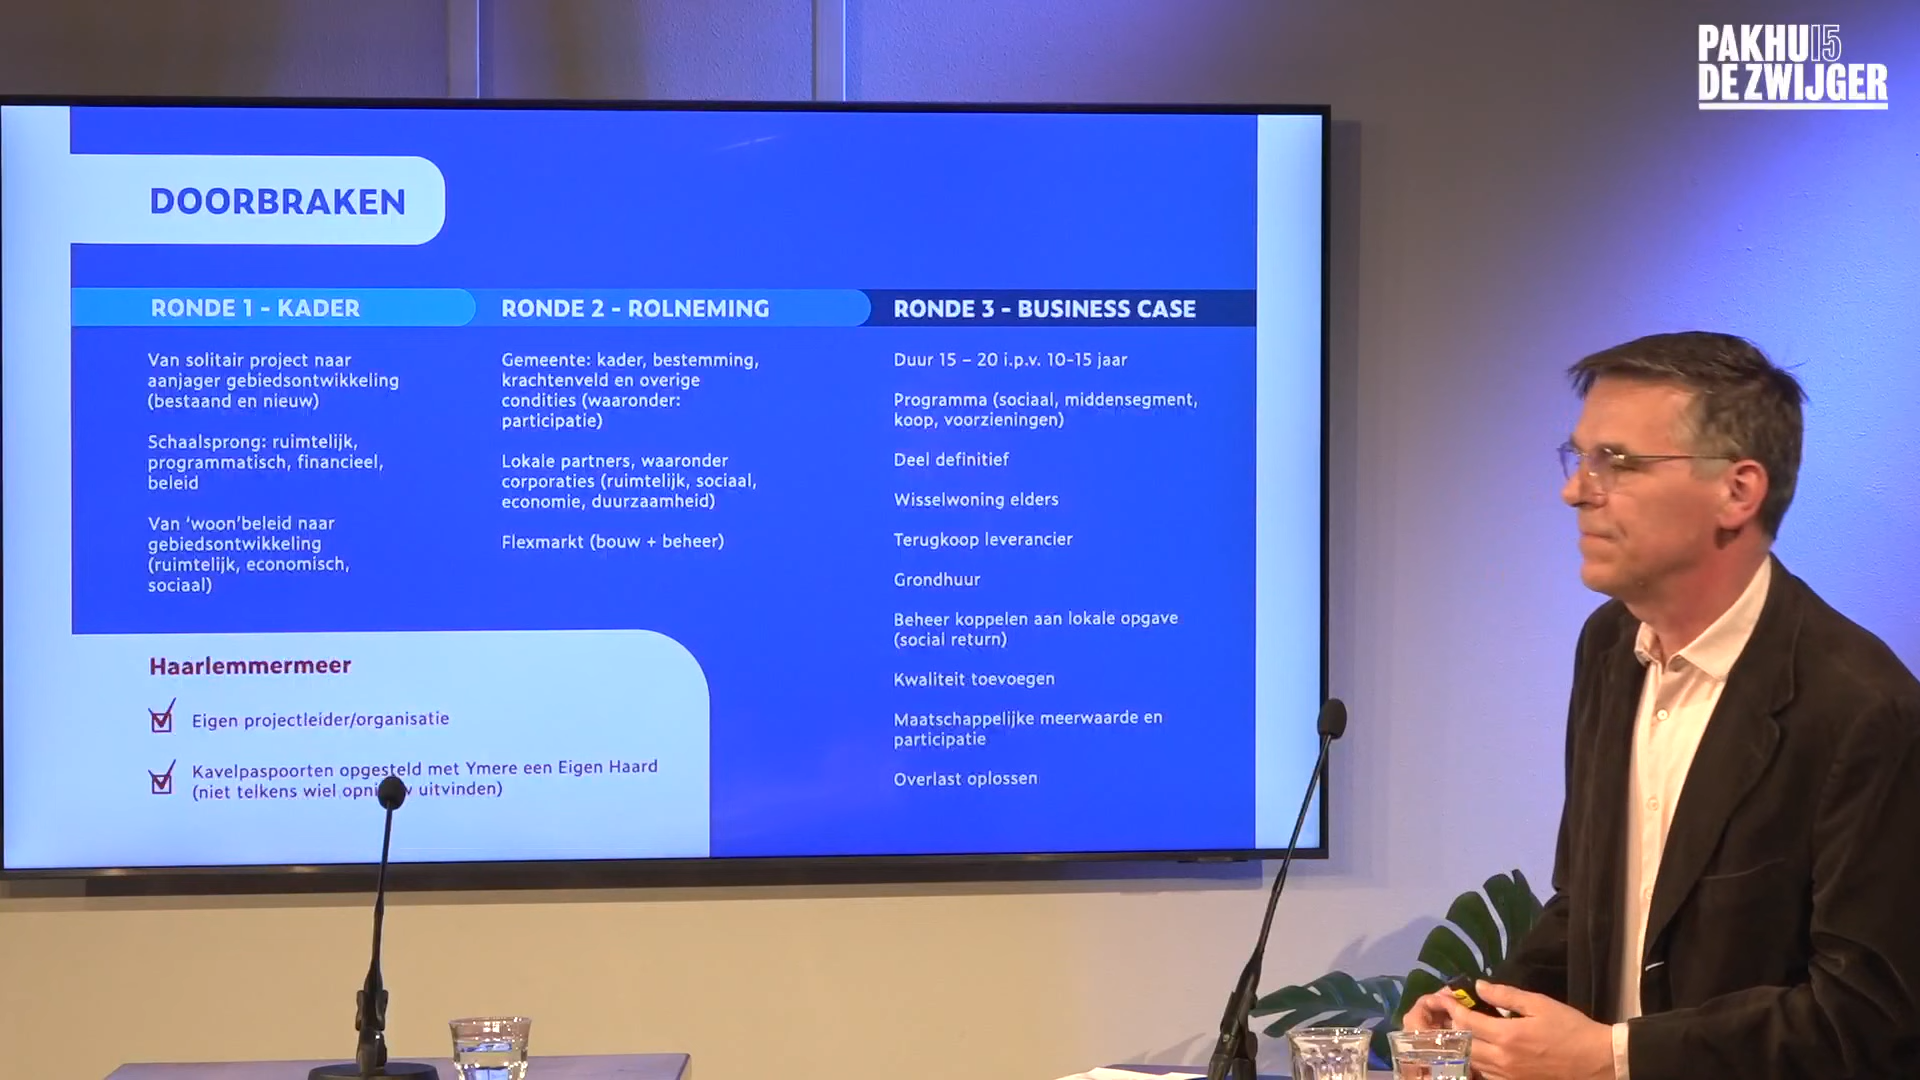 PAKHU15
DE ZWIJGER
DOORBRAKEN
RONDE 1 - KADER
Van solitair project naar
aanjager gebiedsontwikkeling
(bestaand en nieuw)
Schaalsprong: ruimtelijk,
programmatisch, financieel,
beleid
Van ‘woon’beleid naar
gebiedsontwikkeling
(ruimtelijk, economisch,
sociaal)
RONDE 2 - ROLNEMING
Gemeente: kader, bestemming,
krachtenveld en overige
condities (waaronder:
participatie)
Lokale partners, waaronder
corporaties (ruimtelijk, sociaal,
economie, duurzaamheid)
Flexmarkt (bouw + beheer)
RONDE 3 - BUSINESS CASE
Duur 15 – 20 i.p.v. 10-15 jaar
Programma (sociaal, middensegment,
koop, voorzieningen)
Deel definitief
Wisselwoning elders
Terugkoop leverancier
Grondhuur
Beheer koppelen aan lokale opgave
(social return)
Kwaliteit toevoegen
Maatschappelijke meerwaarde en
participatie
Overlast oplossen
Haarlemmermeer
Eigen projectleider/organisatie
Kavelpaspoorten opgesteld met Ymere een Eigen Haard
(niet telkens wiel uitvinden)